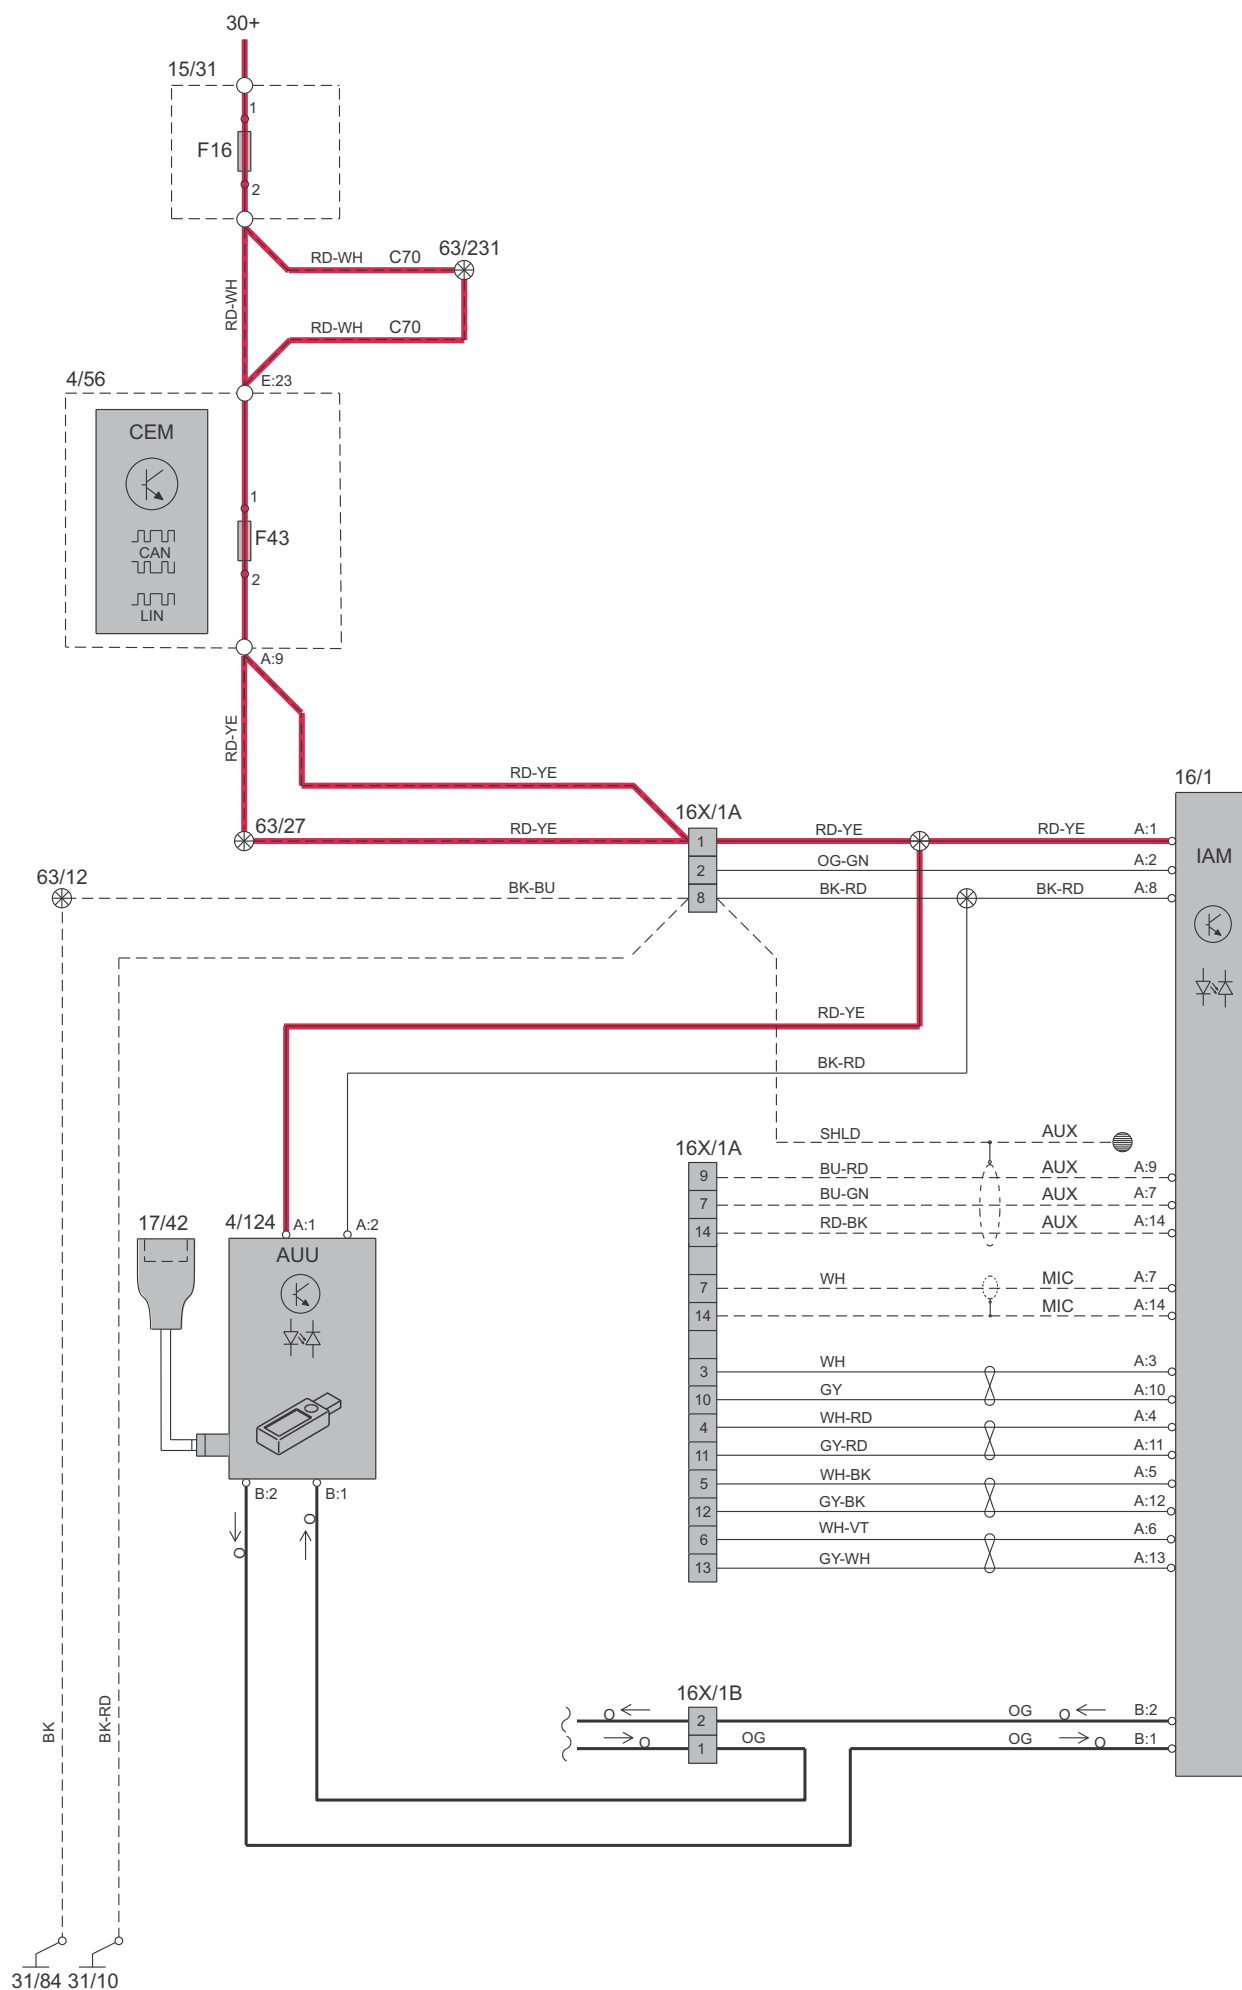 30+
15/31
1
F16
2
63/231
RD-WH C70
RD-WH
RD-WH C70
4/56
E:23
CEM
1
F43
CAN
2
LIN
A:9
RD-YE
RD-YE
16/1
16X/1A
63/27
RD-YE
1
RD-YE
RD-YE
A:1
IAM
2
OG-GN
A:2
63/12
BK-BU
8
BK-RD
BK-RD
A:8
RD-YE
BK-RD
SHLD
AUX
16X/1A
9
BU-RD
AUX
A:9
7
BU-GN
AUX
A:7
17/42
4/124
A:1
A:2
14
RD-BK
AUX
A:14
AUU
7
WH
MIC
A:7
14
MIC
A:14
3
WH
A:3
10
GY
A:10
4
WH-RD
A:4
11
GY-RD
A:11
5
WH-BK
A:5
B:2
B:1
12
GY-BK
A:12
6
WH-VT
A:6
13
GY-WH
A:13
16X/1B
BK
BK-RD
2
OG
B:2
1
OG
OG
B:1
31/84 31/10